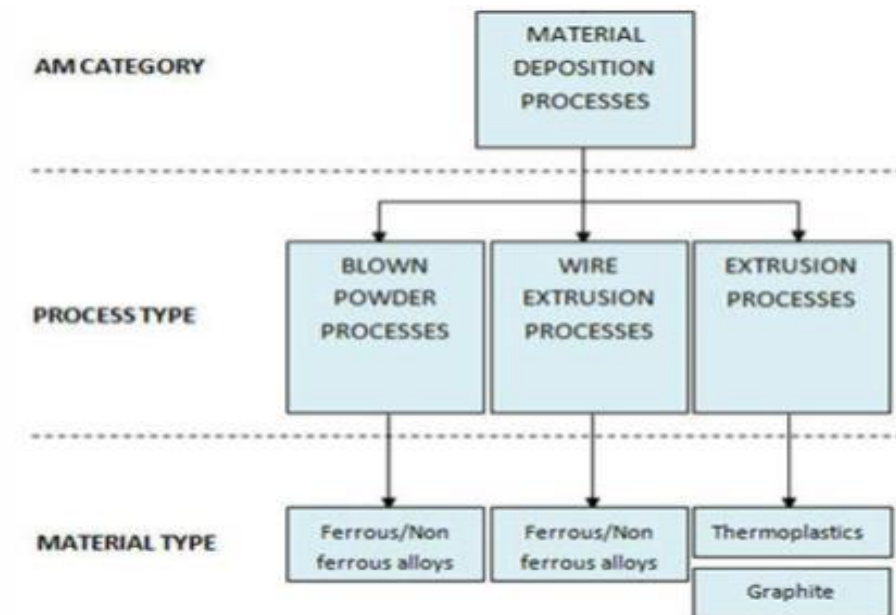 AM CATEGORY
MATERIAL
DEPOSITION
PROCESSES
PROCESS TYPE
BLOWN
POWDER
PROCESSES
WIRE
EXTRUSION
PROCESSES
EXTRUSION
PROCESSES
MATERIAL TYPE
Ferrous/Non
ferrous alloys
Ferrous/Non
ferrous alloys
Thermoplastics
Graphite